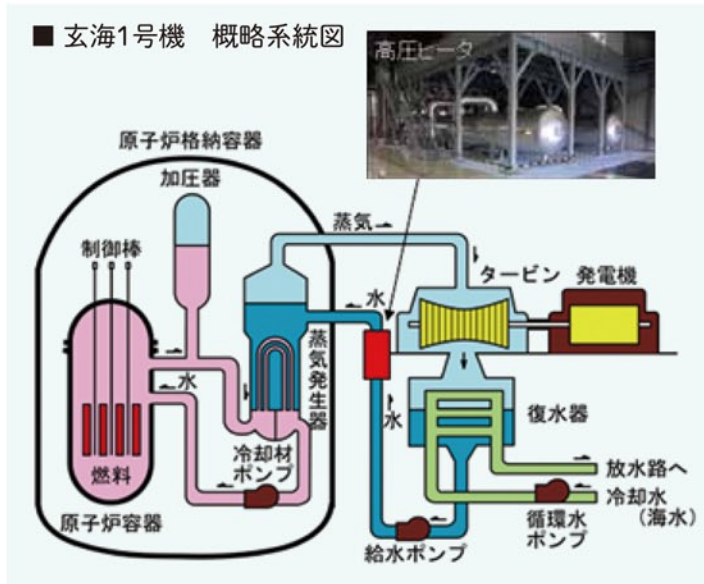 ■ 玄海1号機　概略系統図
高圧ヒータ
原子炉格納容器
加圧器
制御棒
蒸気
タービン
発電機
水
水
蒸気発生器
水
復水器
燃料
冷却材
ポンプ
原子炉容器
放水路へ
冷却水
（海水）
循環水
ポンプ
給水ポンプ